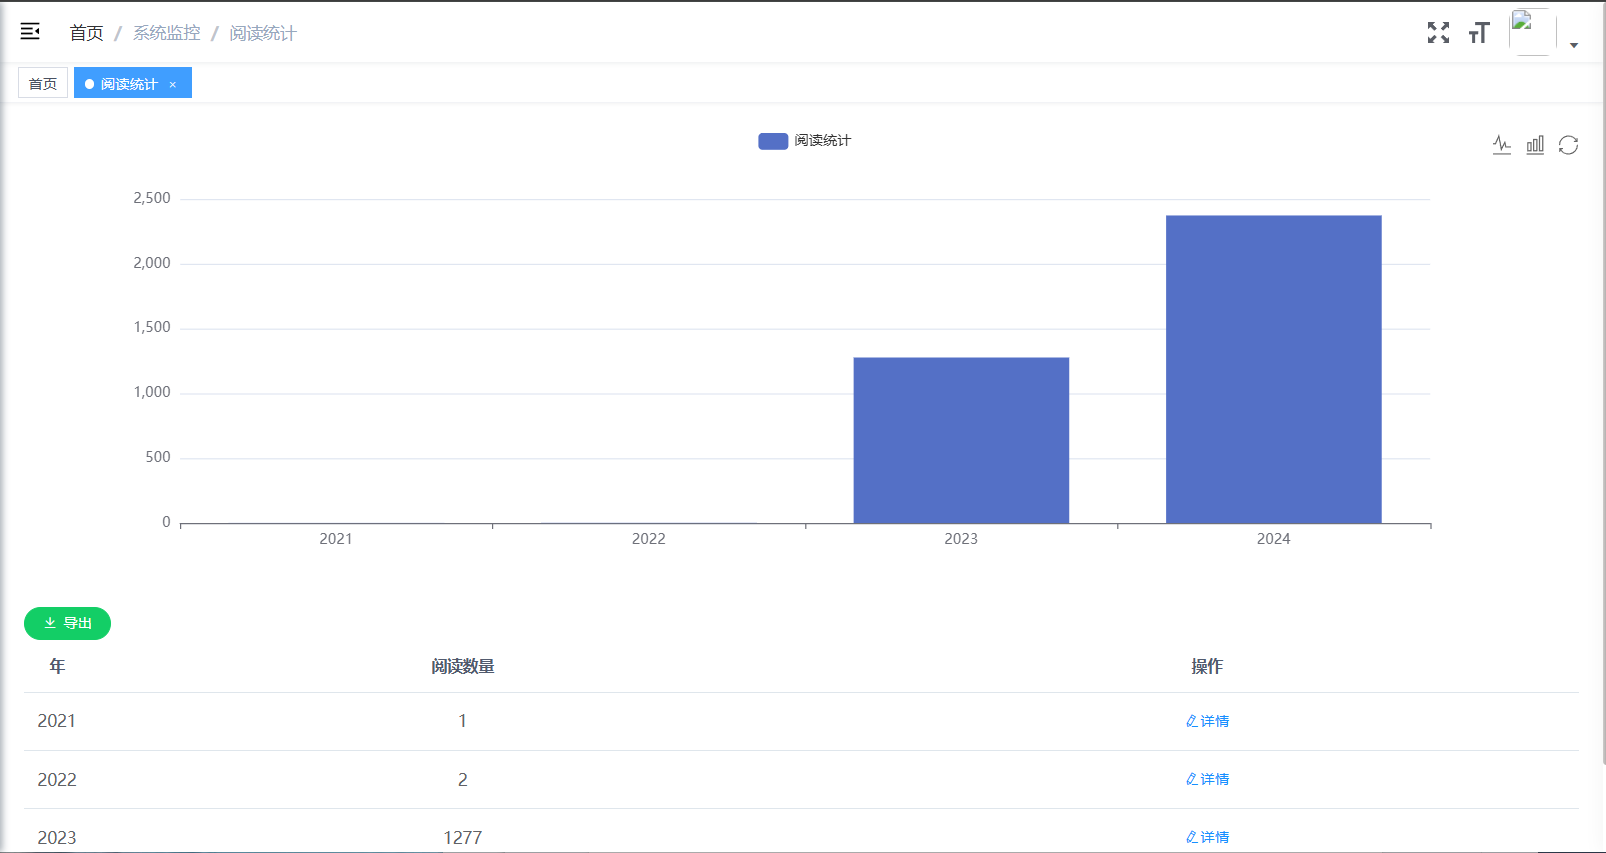 首页 / 系统监控 / 阅读统计
首页 阅读统计 ×
阅读统计
2,500
2,000
1,500
1,000
500
0
2021 2022 2023 2024
导出
年 阅读数量 操作
2021 1 详情
2022 2 详情
2023 1277 详情